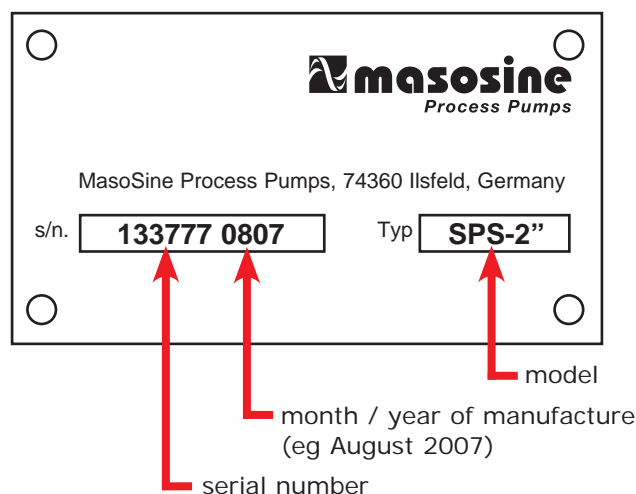 masosine
Process Pumps
MasoSine Process Pumps, 74360 Ilsfeld, Germany
s/n. 133777 0807 Typ SPS-2”
model
month / year of manufacture
(eg August 2007)
serial number